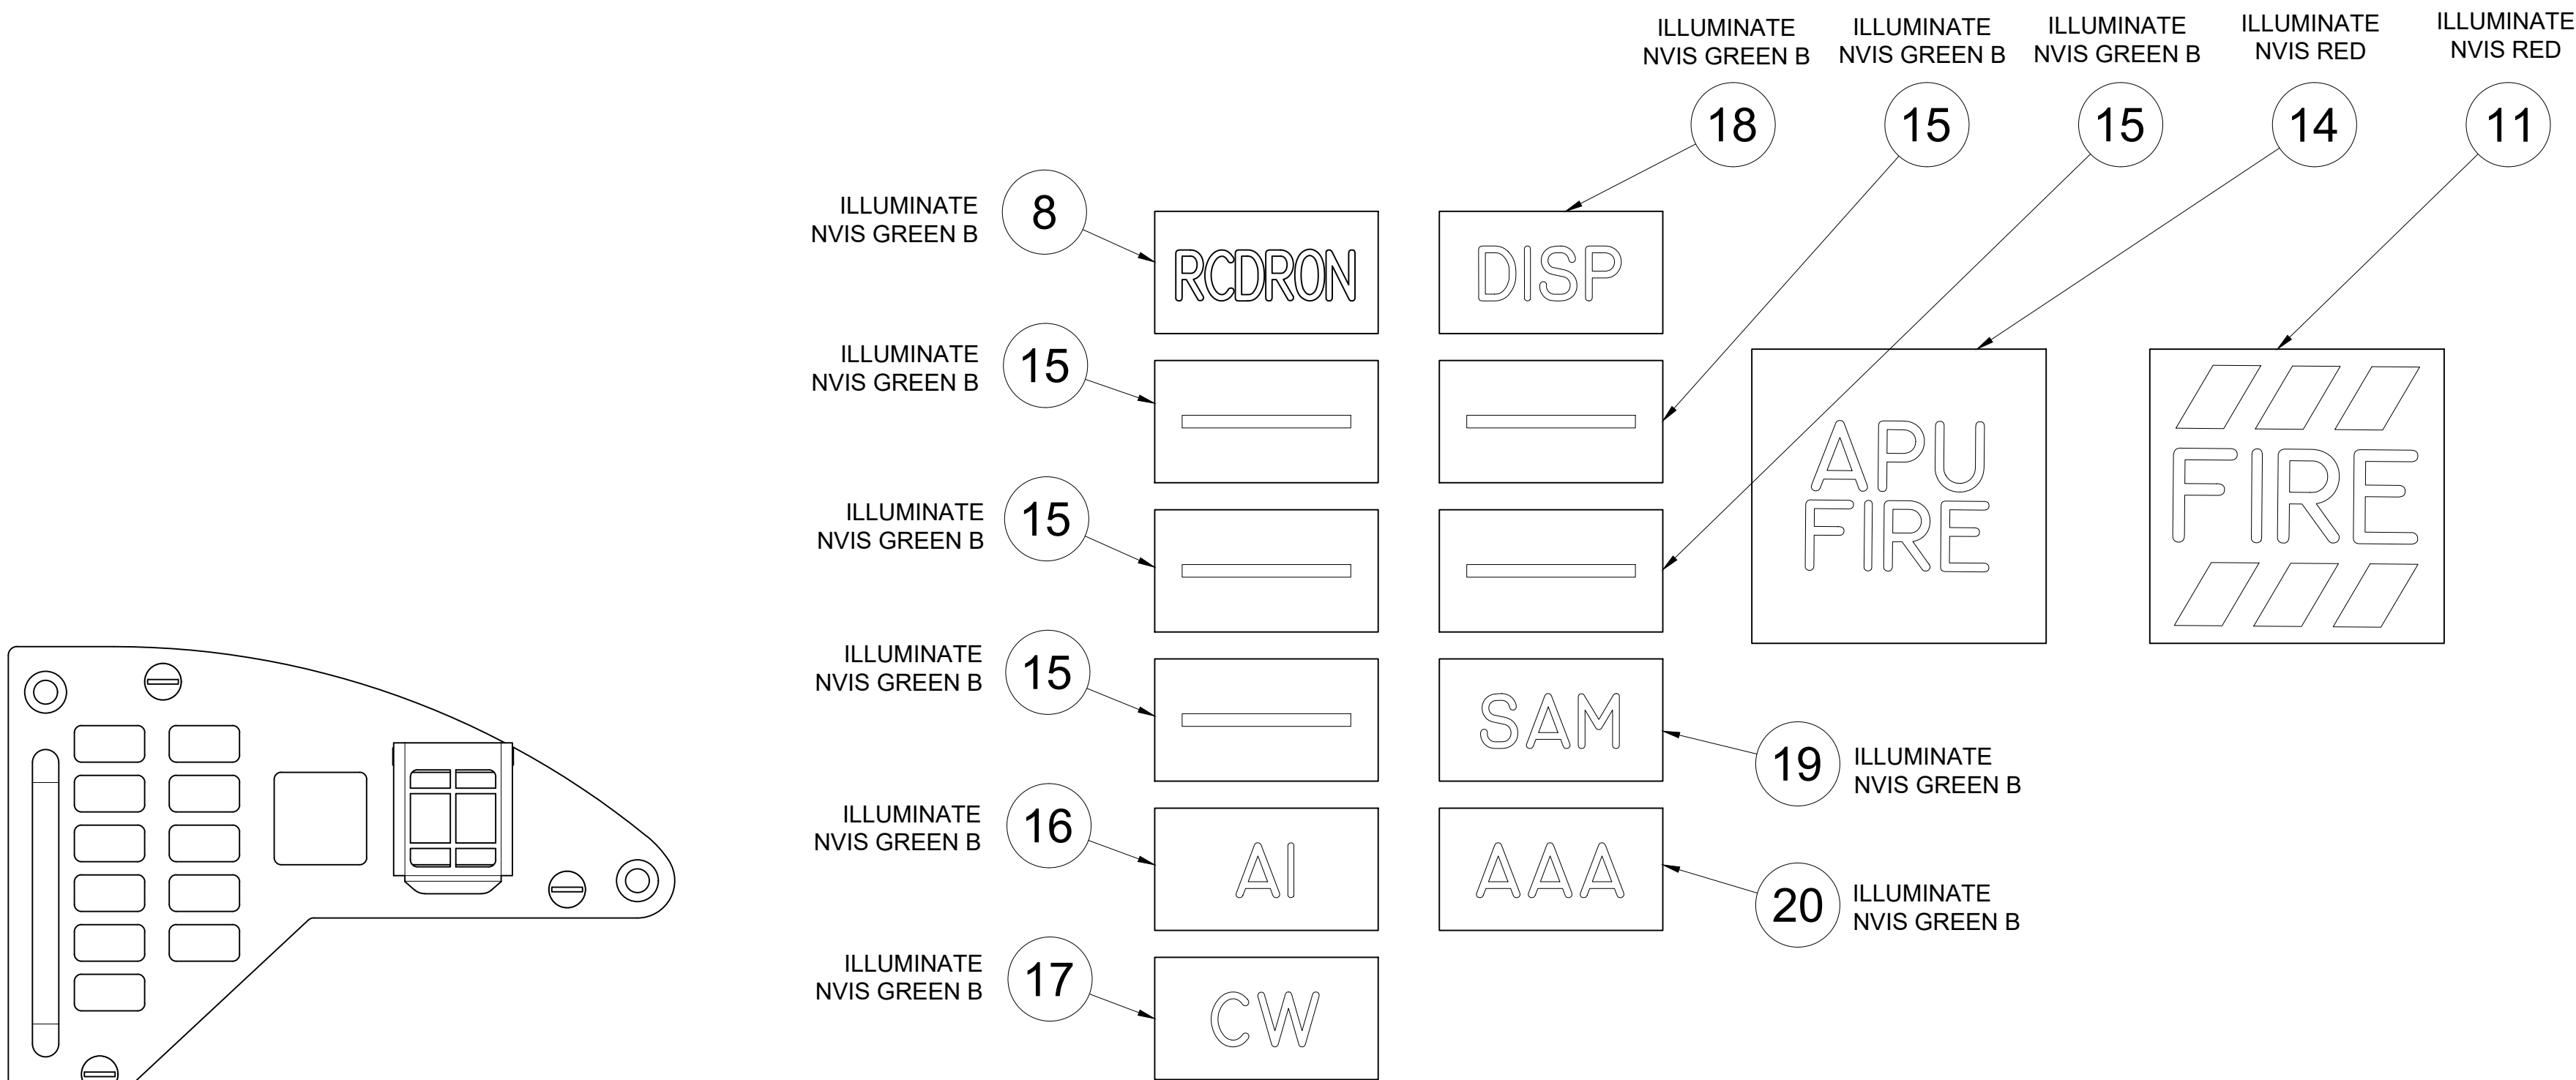 ILLUMINATE
NVIS GREEN B
ILLUMINATE
NVIS GREEN B
ILLUMINATE
NVIS GREEN B
ILLUMINATE
NVIS RED
ILLUMINATE
NVIS RED
18
15
15
14
11
ILLUMINATE
NVIS GREEN B
8
RCDRON
DISP
ILLUMINATE
NVIS GREEN B
15
APU
FIRE
FIRE
ILLUMINATE
NVIS GREEN B
15
ILLUMINATE
NVIS GREEN B
15
SAM
19
ILLUMINATE
NVIS GREEN B
ILLUMINATE
NVIS GREEN B
16
AI
AAA
20
ILLUMINATE
NVIS GREEN B
ILLUMINATE
NVIS GREEN B
17
CW